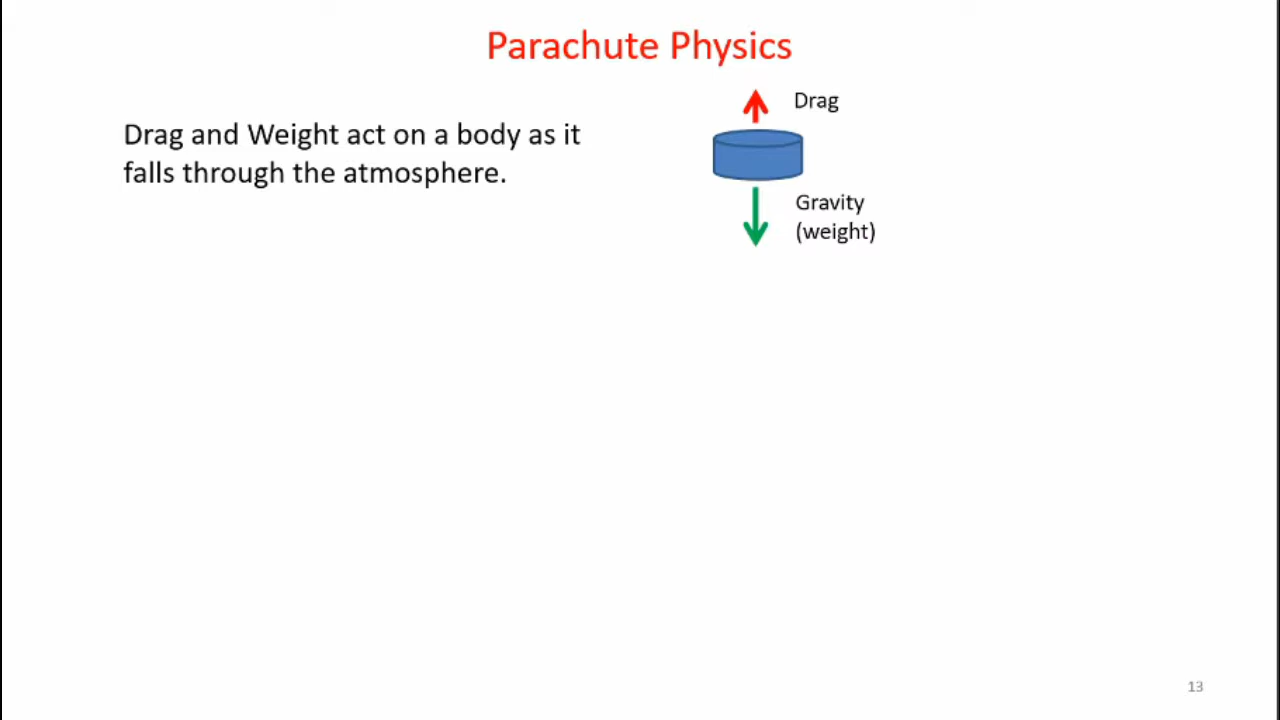 Parachute Physics
Drag and Weight act on a body as it
falls through the atmosphere.
Drag
Gravity
(weight)
13